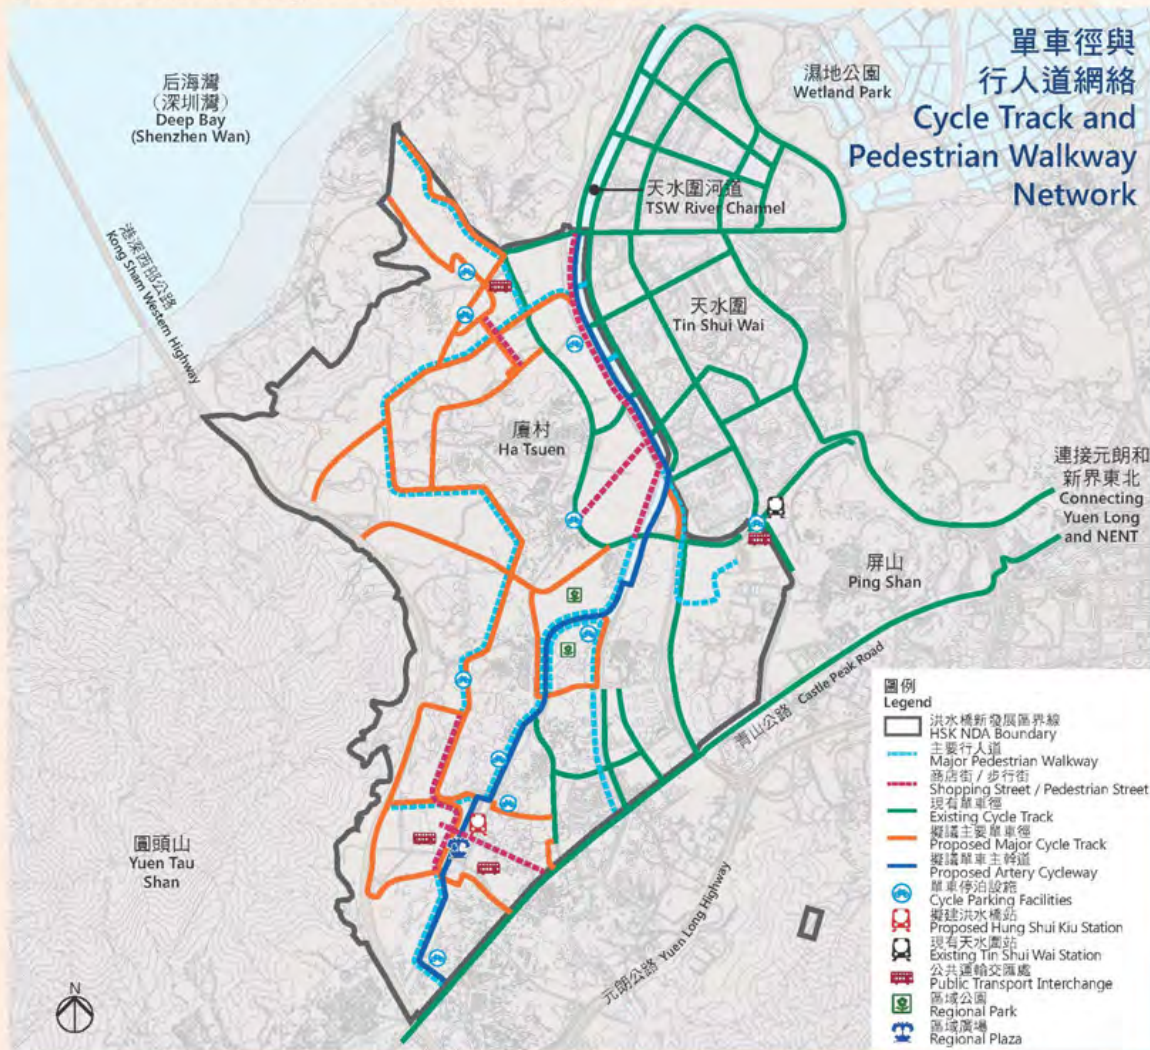 單車徑與
行人道網絡
Cycle Track and
Pedestrian Walkway
Network
后海灣
(深圳灣)
Deep Bay
(Shenzhen Wan)
濕地公園
Wetland Park
天水圍河道
TSW River Channel
港深西部公路
Kong Sham Western Highway
天水圍
Tin Shui Wai
廈村
Ha Tsuen
連接元朗和
新界東北
Connecting
Yuen Long
and NENT
屏山
Ping Shan
青山公路 Castle Peak Road
圓頭山
Yuen Tau
Shan
元朗公路 Yuen Long Highway
N
圖例
Legend
洪水橋新發展區界線
HSK NDA Boundary
主要行人道
Major Pedestrian Walkway
商店街 / 步行街
Shopping Street / Pedestrian Street
現有單車徑
Existing Cycle Track
擬議主要單車徑
Proposed Major Cycle Track
擬議單車主幹道
Proposed Artery Cycleway
單車停泊設施
Cycle Parking Facilities
擬建洪水橋站
Proposed Hung Shui Kiu Station
現有天水圍站
Existing Tin Shui Wai Station
公共運輸交匯處
Public Transport Interchange
區域公園
Regional Park
區域廣場
Regional Plaza